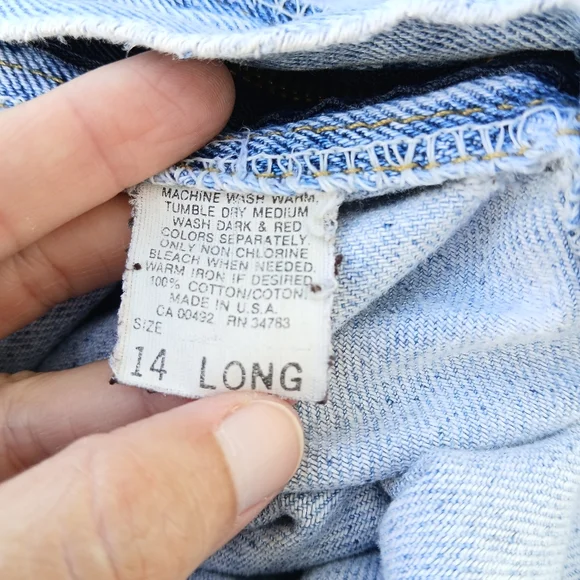 MACHINE WASH WARM.
TUMBLE DRY MEDIUM
WASH DARK & RED
COLORS SEPARATELY.
ONLY NON-CHLORINE
BLEACH WHEN NEEDED.
WARM IRON IF DESIRED
100% COTTON/COTON.
MADE IN U.S.A.
CA 00492 RN 34763
SIZE
14 LONG